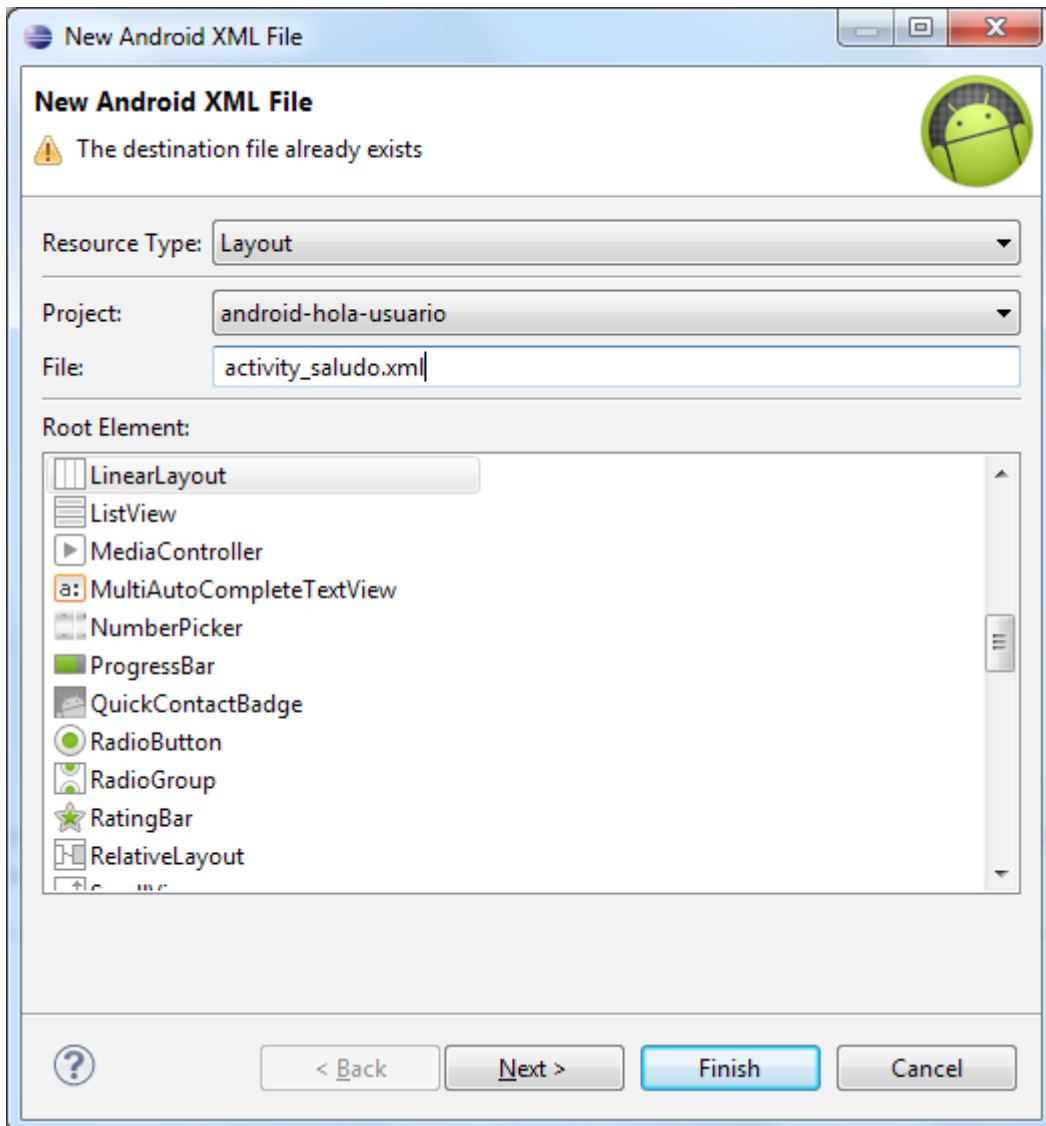 New Android XML File
New Android XML File
The destination file already exists
Resource Type: Layout
Project: android-hola-usuario
File: activity_saludo.xml
Root Element:
LinearLayout
ListView
MediaController
a: MultiAutoCompleteTextView
NumberPicker
ProgressBar
QuickContactBadge
RadioButton
RadioGroup
RatingBar
RelativeLayout
? < Back Next > Finish Cancel